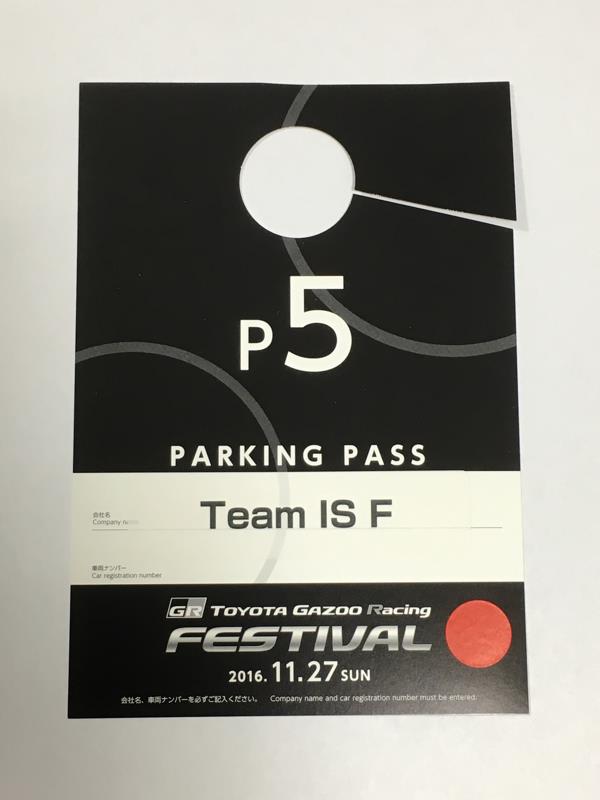 P5
PARKING PASS
会社名
Company name
Team IS F
車両ナンバー
Car registration number
GR TOYOTA GAZOO Racing
FESTIVAL
2016.11.27 SUN
会社名、車両ナンバーを必ずご記入ください。 Company name and car registration number must be entered.